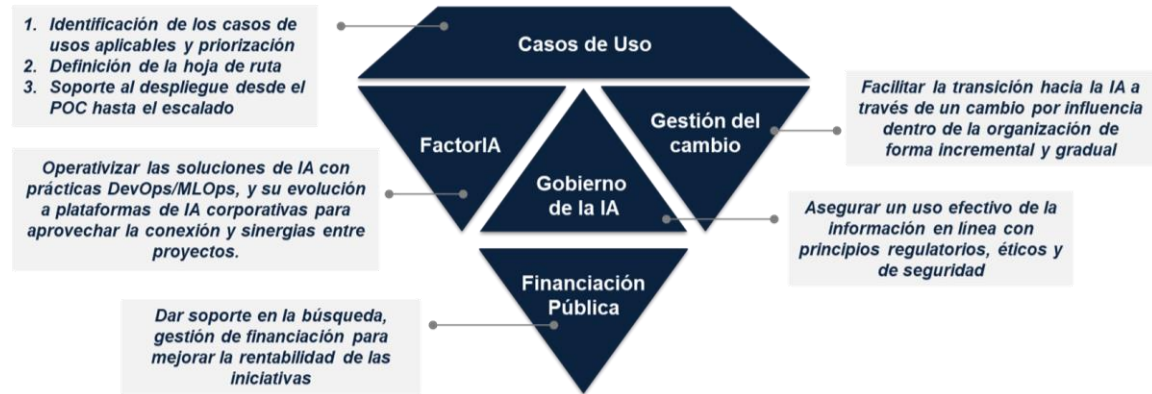 1. Identificación de los casos de
usos aplicables y priorización
2. Definición de la hoja de ruta
3. Soporte al despliegue desde el
POC hasta el escalado
Casos de Uso
Facilitar la transición hacia la IA a
través de un cambio por influencia
dentro de la organización de
forma incremental y gradual
FactorIA
Gestión del
cambio
Operativizar las soluciones de IA con
prácticas DevOps/MLOps, y su evolución
a plataformas de IA corporativas para
aprovechar la conexión y sinergias entre
proyectos.
Gobierno
de la IA
Asegurar un uso efectivo de la
información en línea con
principios regulatorios, éticos y
de seguridad
Financiación
Pública
Dar soporte en la búsqueda,
gestión de financiación para
mejorar la rentabilidad de las
iniciativas